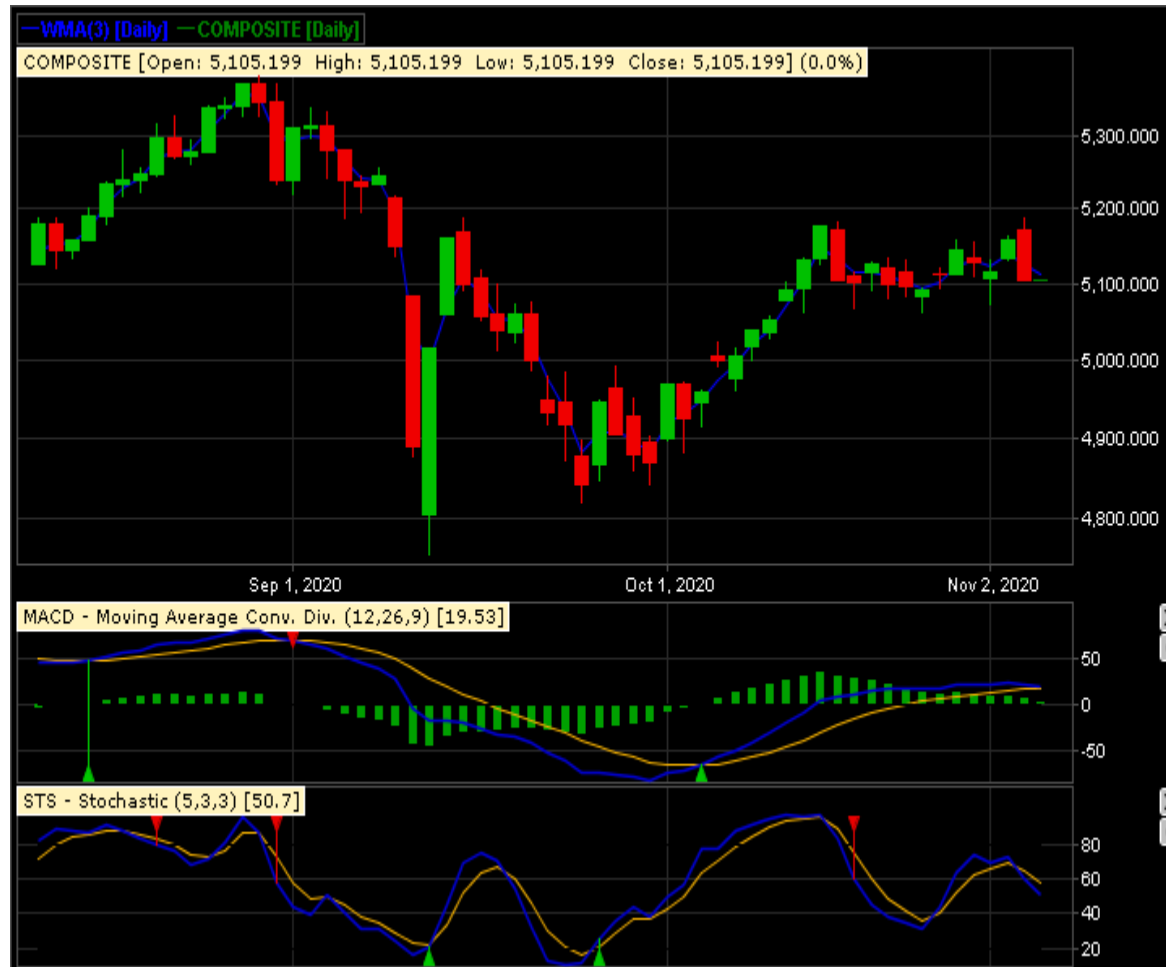 WMA(3) [Daily] COMPOSITE [Daily]
COMPOSITE [Open: 5,105.199 High: 5,105.199 Low: 5,105.199 Close: 5,105.199] (0.0%)
5,300.000
5,200.000
5,100.000
5,000.000
4,900.000
4,800.000
Sep 1, 2020 Oct 1, 2020 Nov 2, 2020
MACD - Moving Average Conv. Div. (12,26,9) [19.53]
50
0
-50
STS - Stochastic (5,3,3) [50.7]
80
60
40
20